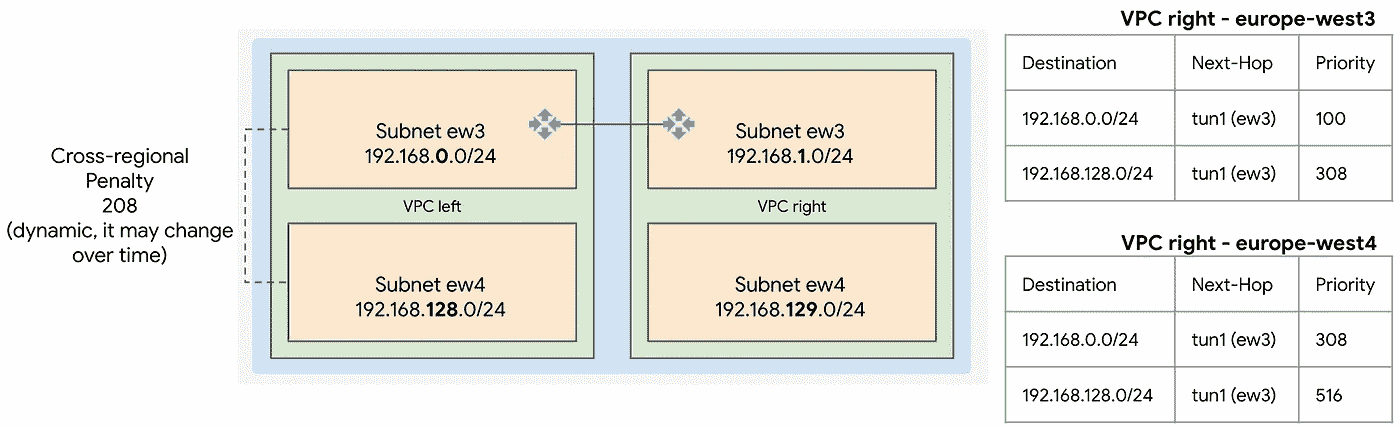 Cross-regional
Penalty
208
(dynamic, it may change
over time)
Subnet ew3
192.168.0.0/24
VPC left
Subnet ew4
192.168.128.0/24
Subnet ew3
192.168.1.0/24
VPC right
Subnet ew4
192.168.129.0/24
VPC right - europe-west3
Destination Next-Hop Priority
192.168.0.0/24 tun1 (ew3) 100
192.168.128.0/24 tun1 (ew3) 308
VPC right - europe-west4
Destination Next-Hop Priority
192.168.0.0/24 tun1 (ew3) 308
192.168.128.0/24 tun1 (ew3) 516